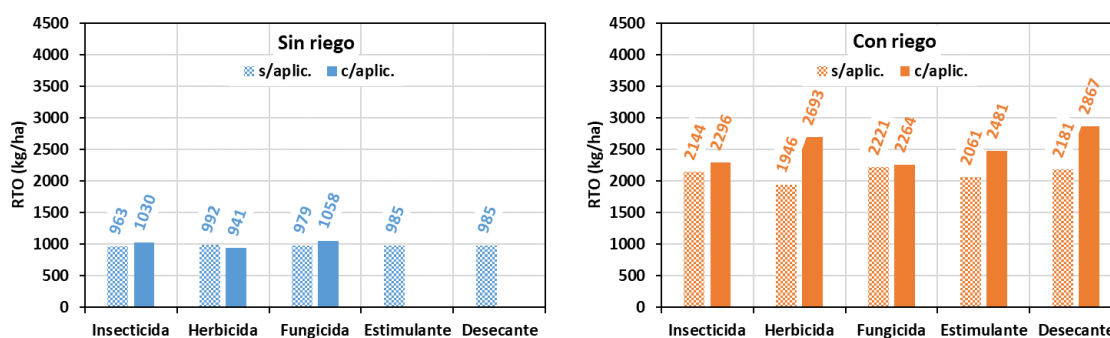 Sin riego
s/aplic. c/aplic.
RTO (kg/ha)
4500
4000
3500
3000
2500
2000
1500
1000
500
0
963 1030 992 941 979 1058 985 985
Insecticida Herbicida Fungicida Estimulante Desecante
Con riego
s/aplic. c/aplic.
RTO (kg/ha)
4500
4000
3500
3000
2500
2000
1500
1000
500
0
2144 2296 1946 2693 2221 2264 2061 2481 2181 2867
Insecticida Herbicida Fungicida Estimulante Desecante